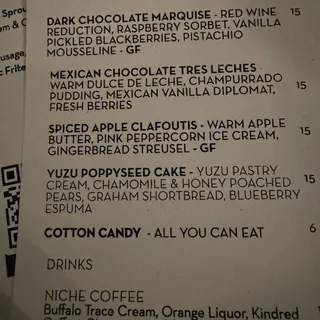 Sprou
m & C
usage,
c Frite
DARK CHOCOLATE MARQUISE - RED WINE 15
REDUCTION, RASPBERRY SORBET, VANILLA
PICKLED BLACKBERRIES, PISTACHIO
MOUSSELINE - GF
MEXICAN CHOCOLATE TRES LECHES -
WARM DULCE DE LECHE, CHAMPURRADO 15
PUDDING, MEXICAN VANILLA DIPLOMAT,
FRESH BERRIES
SPICED APPLE CLAFOUTIS - WARM APPLE
BUTTER, PINK PEPPERCORN ICE CREAM, 15
GINGERBREAD STREUSEL - GF
YUZU POPPYSEED CAKE - YUZU PASTRY
CREAM, CHAMOMILE & HONEY POACHED 15
PEARS, GRAHAM SHORTBREAD, BLUEBERRY
ESPUMA
COTTON CANDY - ALL YOU CAN EAT 6
DRINKS
NICHE COFFEE
Buffalo Trace Cream, Orange Liquor, Kindred